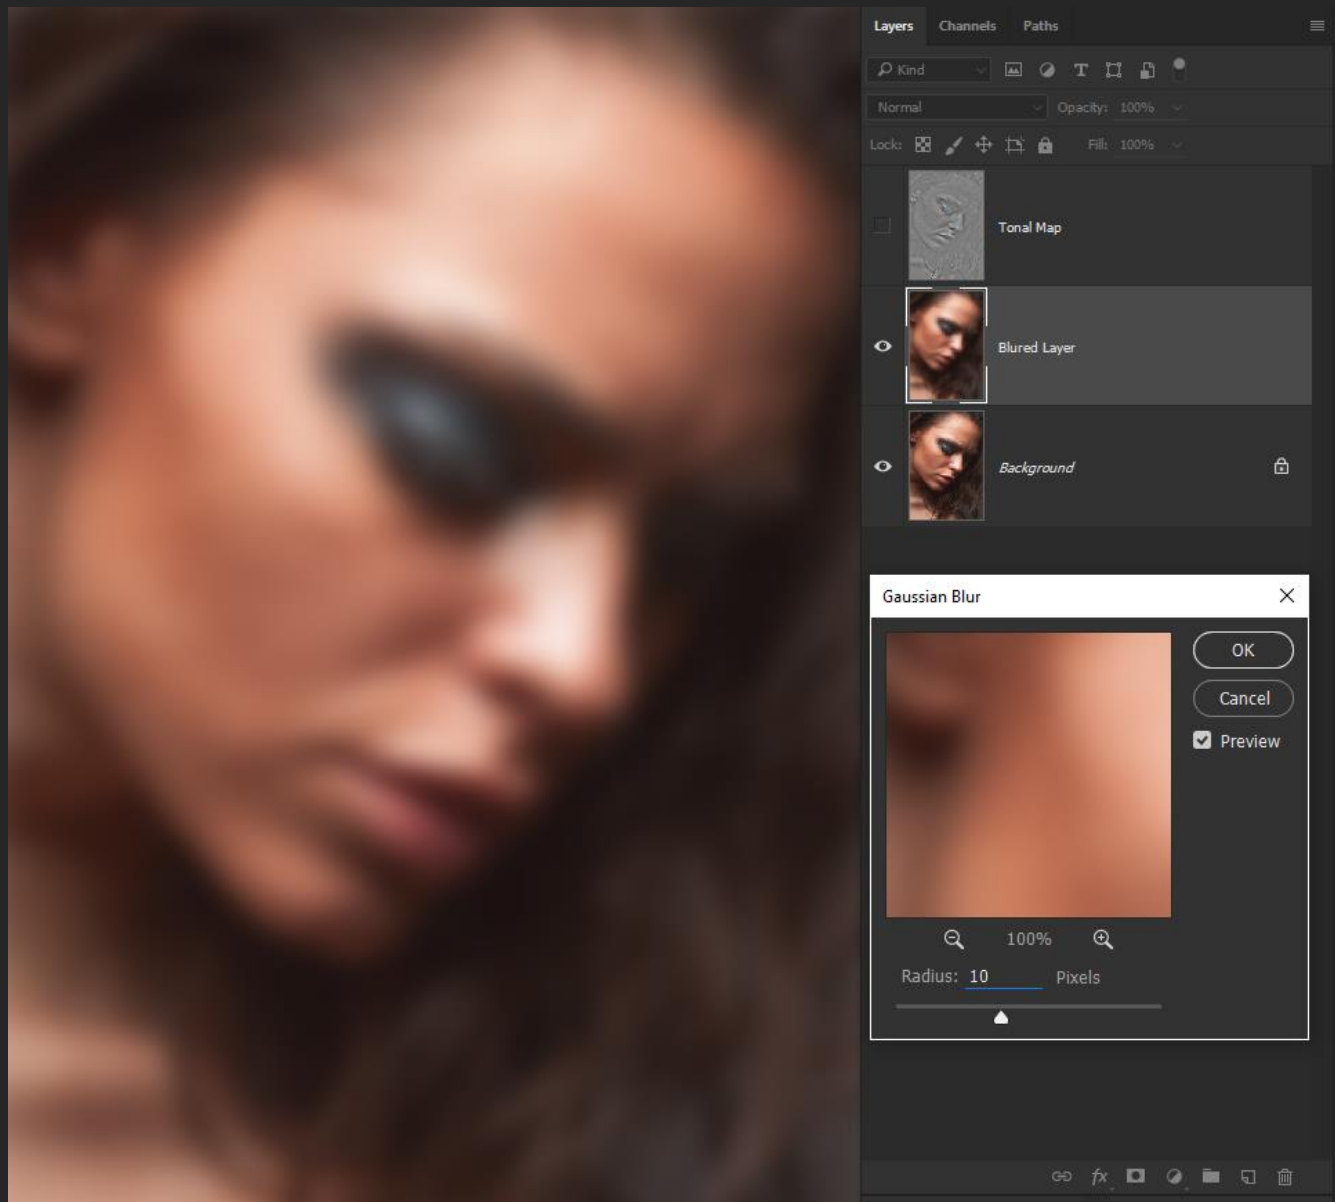 Layers Channels Paths
Kind
T
Normal Opacity: 100%
Lock: Fill: 100%
Tonal Map
Blured Layer
Background
Gaussian Blur
OK
Cancel
Preview
100%
Radius: 10 Pixels
fx